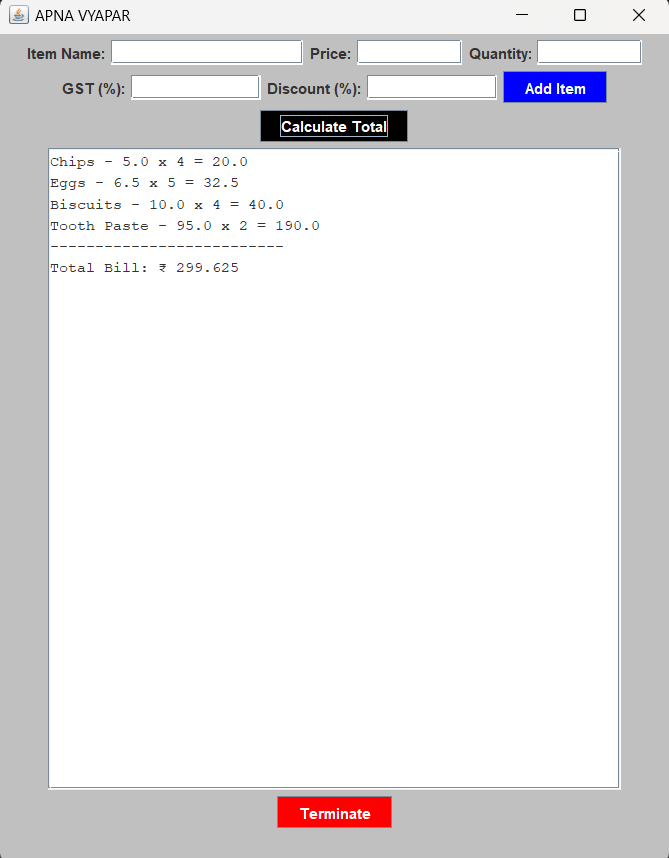 APNA VYAPAR
Item Name: Price: Quantity:
GST (%): Discount (%): Add Item
Calculate Total
Chips - 5.0 x 4 = 20.0
Eggs - 6.5 x 5 = 32.5
Biscuits - 10.0 x 4 = 40.0
Tooth Paste - 95.0 x 2 = 190.0
--------------------------
Total Bill: ₹ 299.625
Terminate